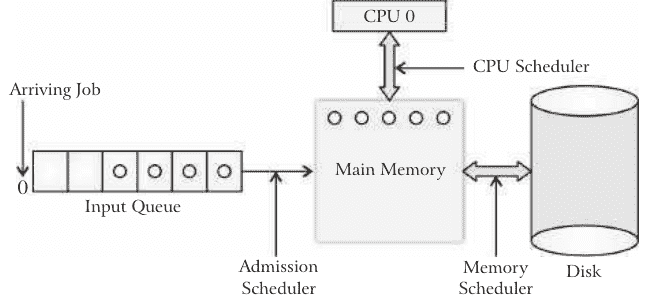 CPU 0
CPU Scheduler
Arriving Job
Main Memory
0
Input Queue
Admission
Scheduler
Memory
Scheduler
Disk